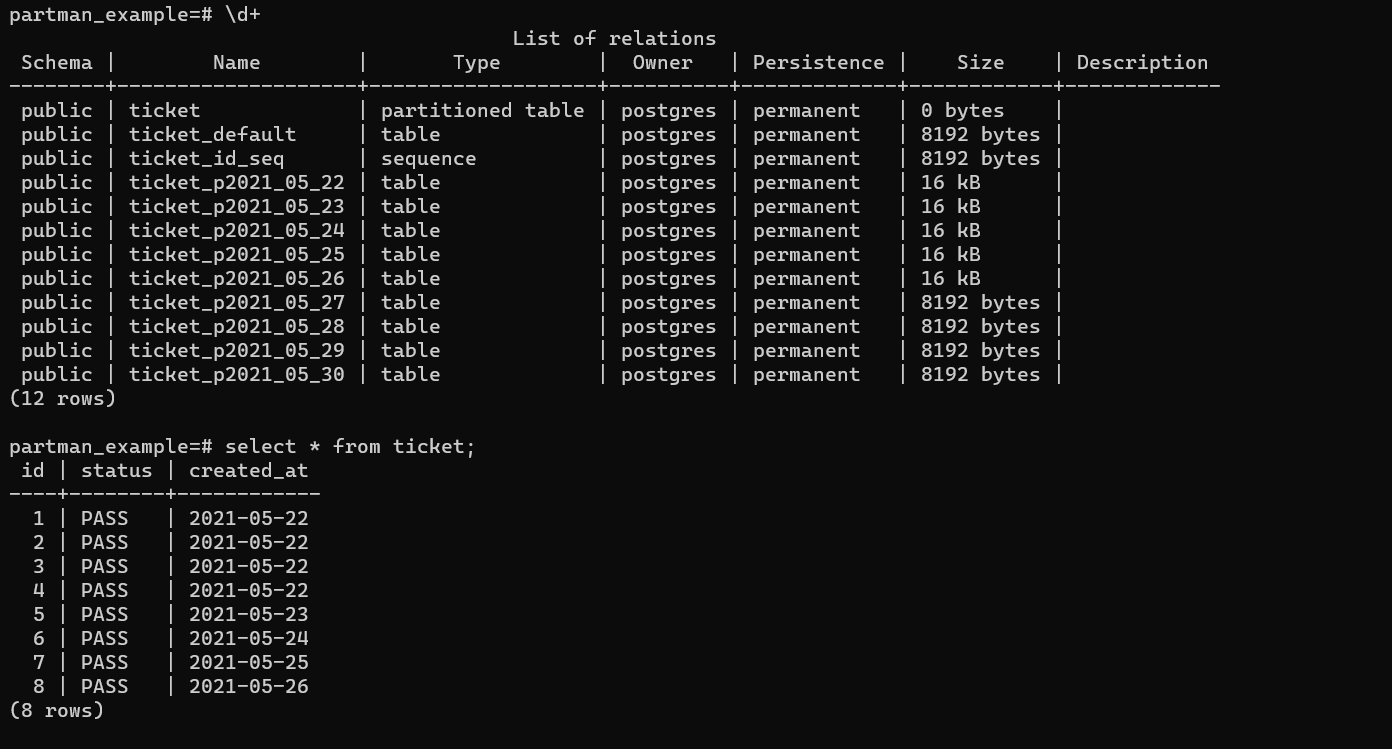 partman_example=# \d+
                                          List of relations
 Schema |        Name        |       Type        |  Owner   | Persistence |    Size    | Description
--------+--------------------+-------------------+----------+-------------+------------+-------------
 public | ticket             | partitioned table | postgres | permanent   | 0 bytes    |
 public | ticket_default     | table             | postgres | permanent   | 8192 bytes |
 public | ticket_id_seq      | sequence          | postgres | permanent   | 8192 bytes |
 public | ticket_p2021_05_22 | table             | postgres | permanent   | 16 kB      |
 public | ticket_p2021_05_23 | table             | postgres | permanent   | 16 kB      |
 public | ticket_p2021_05_24 | table             | postgres | permanent   | 16 kB      |
 public | ticket_p2021_05_25 | table             | postgres | permanent   | 16 kB      |
 public | ticket_p2021_05_26 | table             | postgres | permanent   | 16 kB      |
 public | ticket_p2021_05_27 | table             | postgres | permanent   | 8192 bytes |
 public | ticket_p2021_05_28 | table             | postgres | permanent   | 8192 bytes |
 public | ticket_p2021_05_29 | table             | postgres | permanent   | 8192 bytes |
 public | ticket_p2021_05_30 | table             | postgres | permanent   | 8192 bytes |
(12 rows)

partman_example=# select * from ticket;
 id | status | created_at
----+--------+------------
  1 | PASS   | 2021-05-22
  2 | PASS   | 2021-05-22
  3 | PASS   | 2021-05-22
  4 | PASS   | 2021-05-22
  5 | PASS   | 2021-05-23
  6 | PASS   | 2021-05-24
  7 | PASS   | 2021-05-25
  8 | PASS   | 2021-05-26
(8 rows)